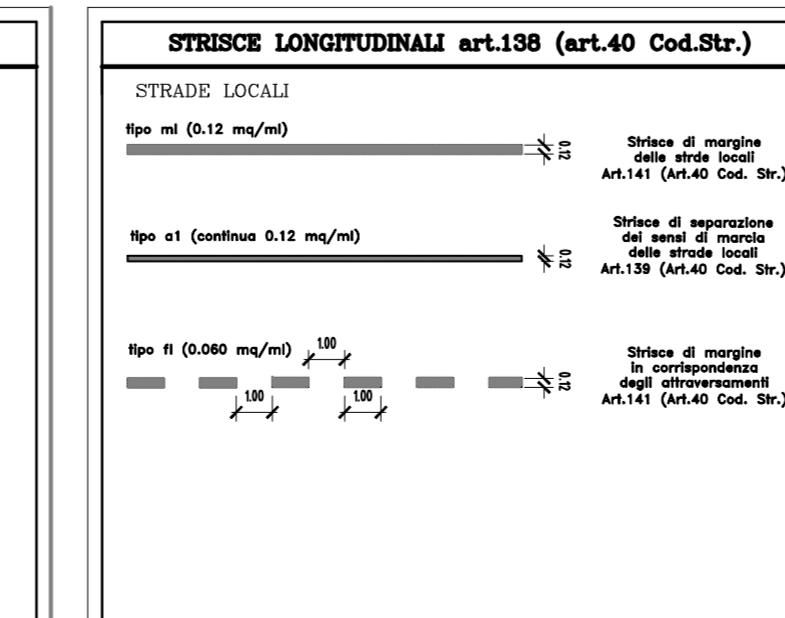 STRISCE LONGITUDINALI art.138 (art.40 Cod.Str.)
STRADE LOCALI
tipo ml (0.12 mq/ml)
0.12
Strisce di margine
delle strde locali
Art.141 (Art.40 Cod. Str.)
tipo a1 (continua 0.12 mq/ml)
0.12
Strisce di separazione
dei sensi di marcia
delle strade locali
Art.139 (Art.40 Cod. Str.)
tipo fl (0.060 mq/ml)
1.00
1.00
1.00
0.12
Strisce di margine
in corrispondenza
degli attraversamenti
Art.141 (Art.40 Cod. Str.)